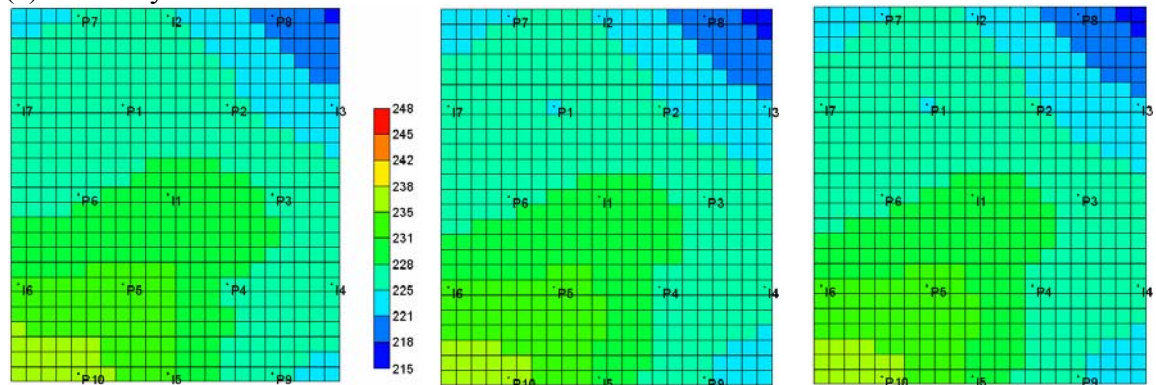 P7 I2 P8
I7 P1 P2 I3
P6 I1 P3
I6 P5 P4 I4
P10 I5 P9
248
245
242
238
235
231
228
225
221
218
215
P7 I2 P8
I7 P1 P2 I3
P6 I1 P3
I6 P5 P4 I4
P10 I5 P9
P7 I2 P8
I7 P1 P2 I3
P6 I1 P3
I6 P5 P4 I4
P10 I5 P9